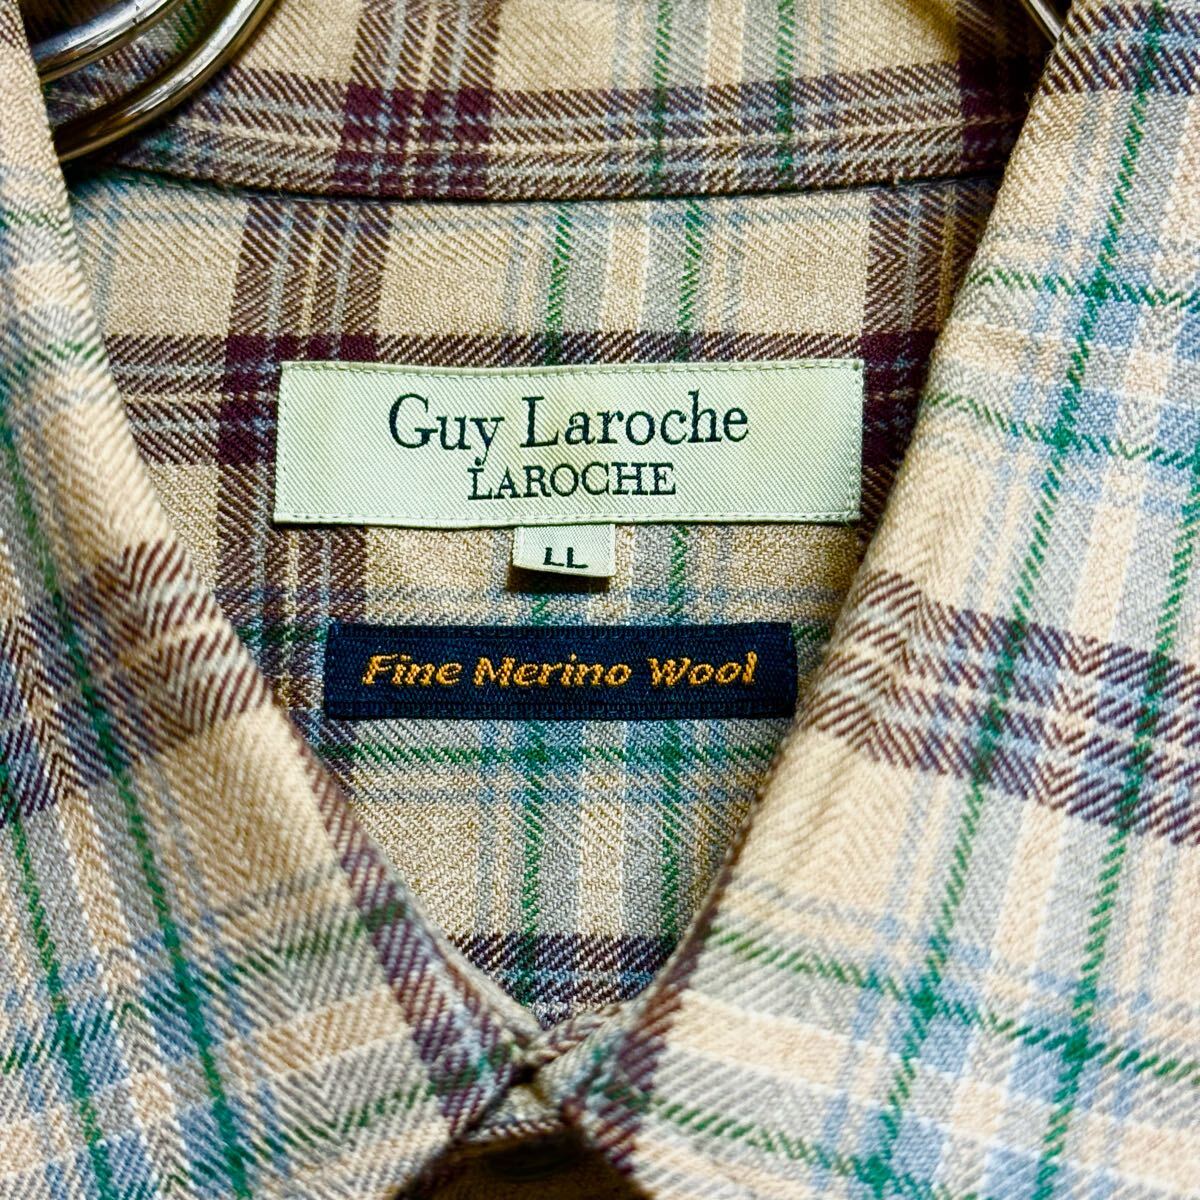 Guy Laroche
LAROCHE
LL
Fine Merino Wool